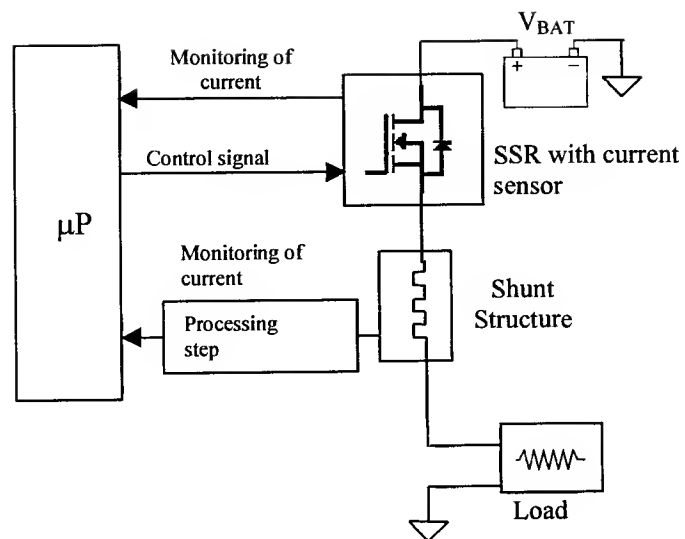 V_BAT
+ −
Monitoring of
current
Control signal
SSR with current
sensor
μP
Monitoring of
current
Processing
step
Shunt
Structure
Load